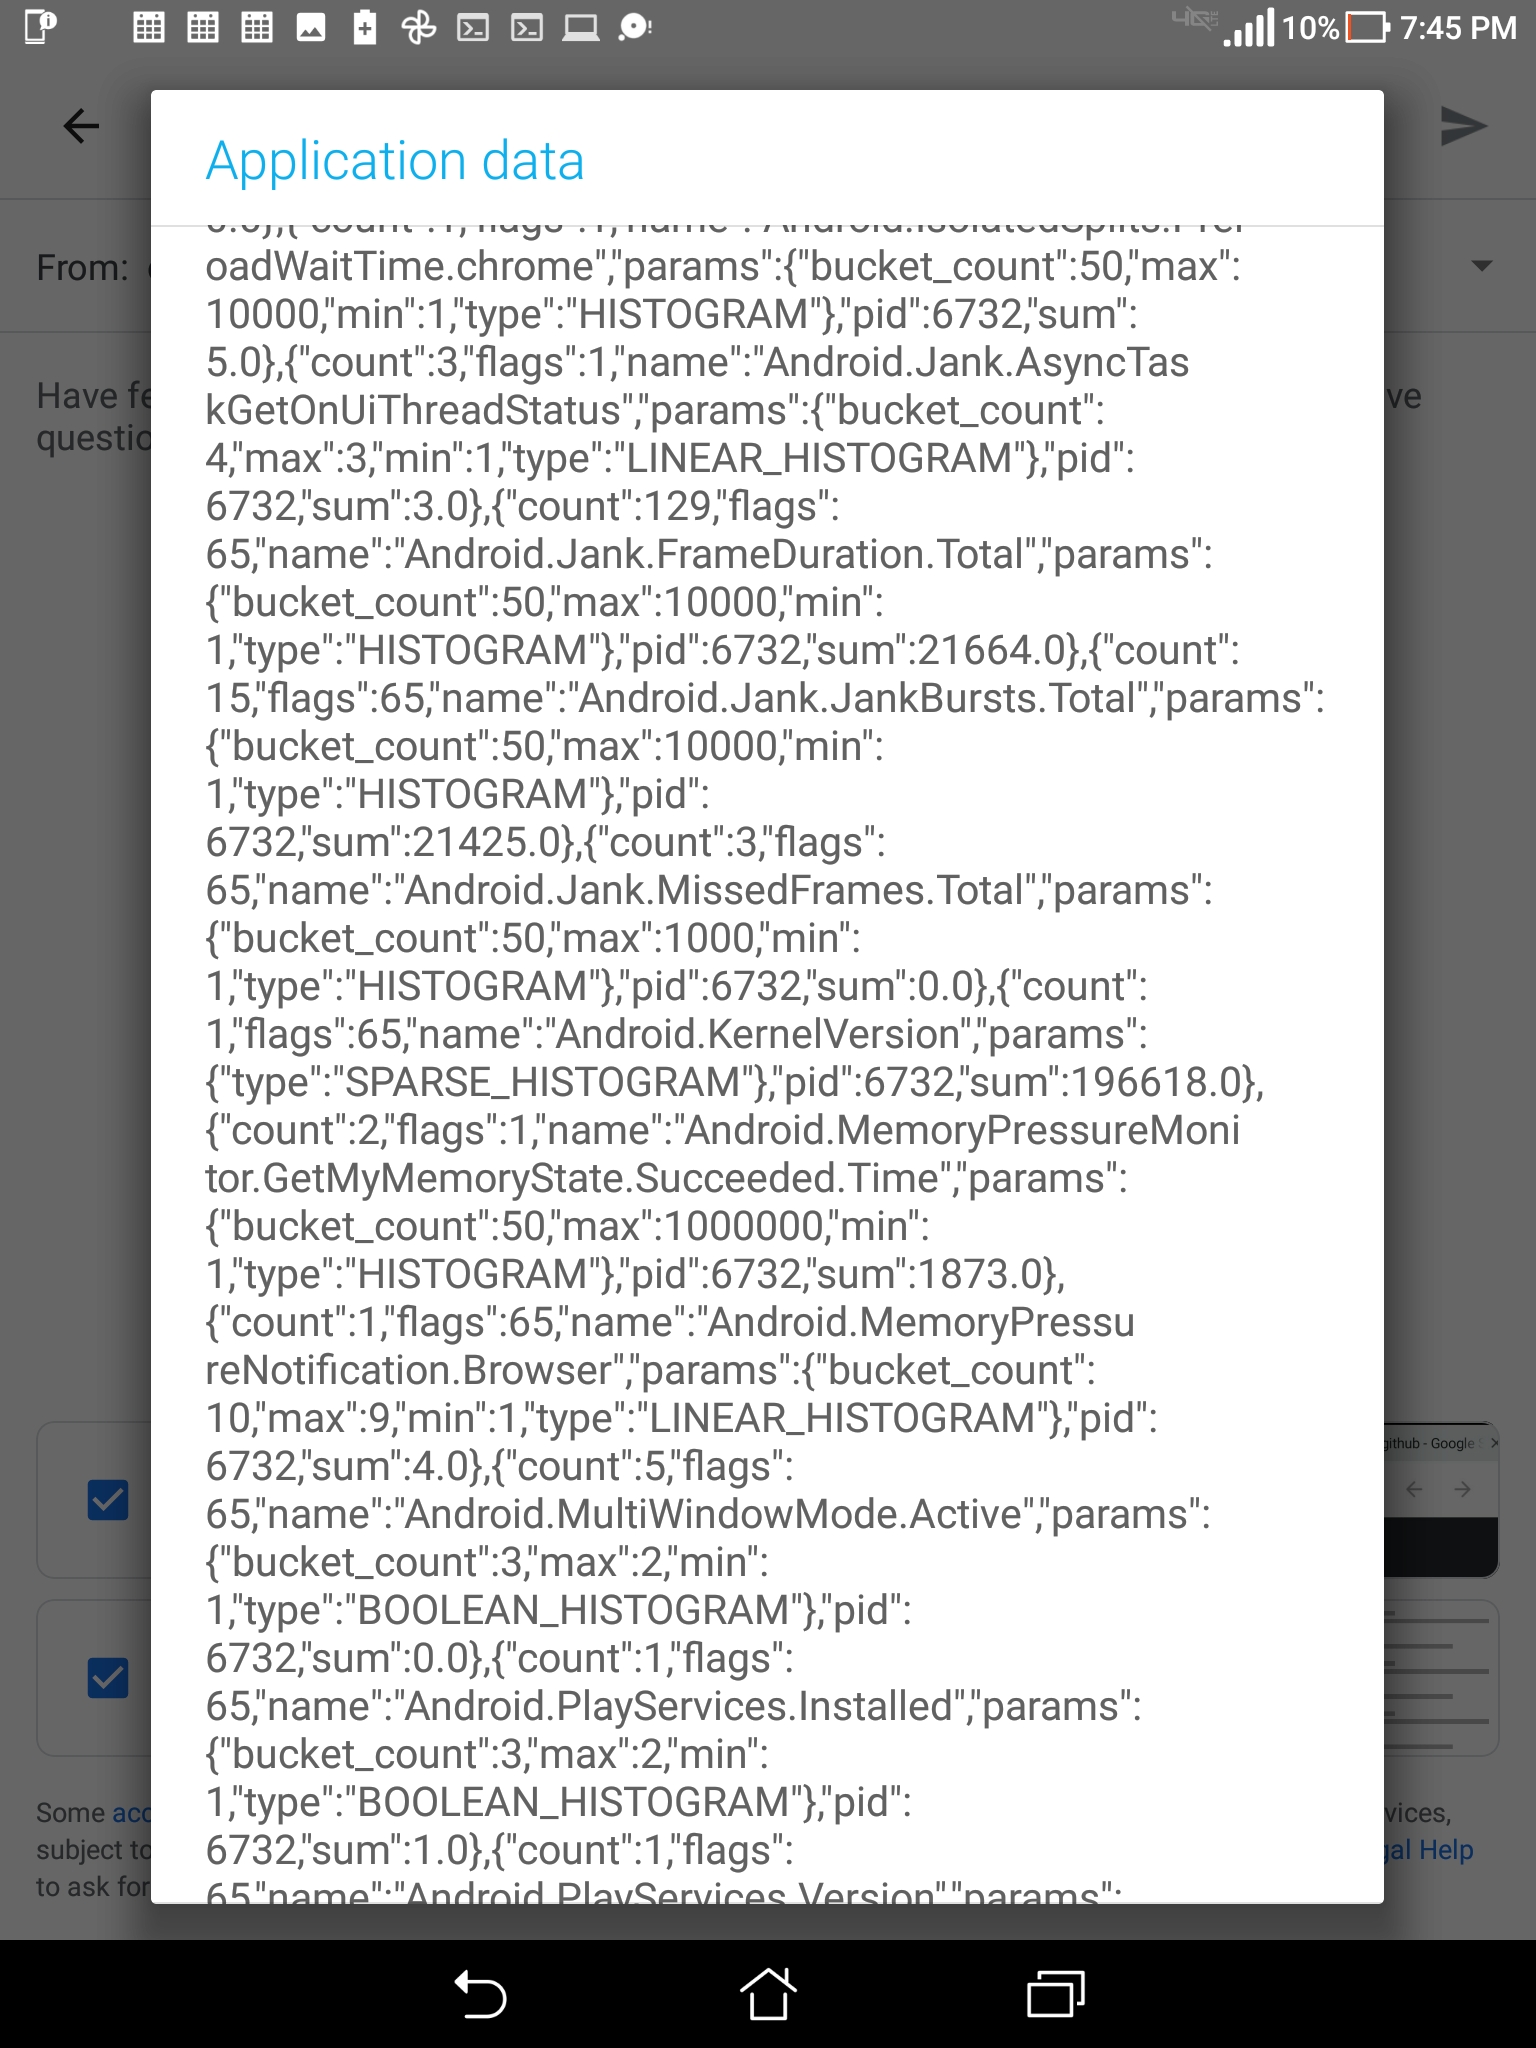 10% 7:45 PM
Application data
From:
oadWaitTime.chrome","params":{"bucket_count":50,"max":
10000,"min":1,"type":"HISTOGRAM"},"pid":6732,"sum":
5.0},{"count":3,"flags":1,"name":"Android.Jank.AsyncTas
kGetOnUiThreadStatus","params":{"bucket_count":
4,"max":3,"min":1,"type":"LINEAR_HISTOGRAM"},"pid":
6732,"sum":3.0},{"count":129,"flags":
65,"name":"Android.Jank.FrameDuration.Total","params":
{"bucket_count":50,"max":10000,"min":
1,"type":"HISTOGRAM"},"pid":6732,"sum":21664.0},{"count":
15,"flags":65,"name":"Android.Jank.JankBursts.Total","params":
{"bucket_count":50,"max":10000,"min":
1,"type":"HISTOGRAM"},"pid":
6732,"sum":21425.0},{"count":3,"flags":
65,"name":"Android.Jank.MissedFrames.Total","params":
{"bucket_count":50,"max":1000,"min":
1,"type":"HISTOGRAM"},"pid":6732,"sum":0.0},{"count":
1,"flags":65,"name":"Android.KernelVersion","params":
{"type":"SPARSE_HISTOGRAM"},"pid":6732,"sum":196618.0},
{"count":2,"flags":1,"name":"Android.MemoryPressureMoni
tor.GetMyMemoryState.Succeeded.Time","params":
{"bucket_count":50,"max":1000000,"min":
1,"type":"HISTOGRAM"},"pid":6732,"sum":1873.0},
{"count":1,"flags":65,"name":"Android.MemoryPressu
reNotification.Browser","params":{"bucket_count":
10,"max":9,"min":1,"type":"LINEAR_HISTOGRAM"},"pid":
6732,"sum":4.0},{"count":5,"flags":
65,"name":"Android.MultiWindowMode.Active","params":
{"bucket_count":3,"max":2,"min":
1,"type":"BOOLEAN_HISTOGRAM"},"pid":
6732,"sum":0.0},{"count":1,"flags":
65,"name":"Android.PlayServices.Installed","params":
{"bucket_count":3,"max":2,"min":
1,"type":"BOOLEAN_HISTOGRAM"},"pid":
6732,"sum":1.0},{"count":1,"flags":
65,"name":"Android.PlayServices.Version","params":
Have fe
ve
questio
github - Google
Some acc
vices,
subject to
gal Help
to ask for